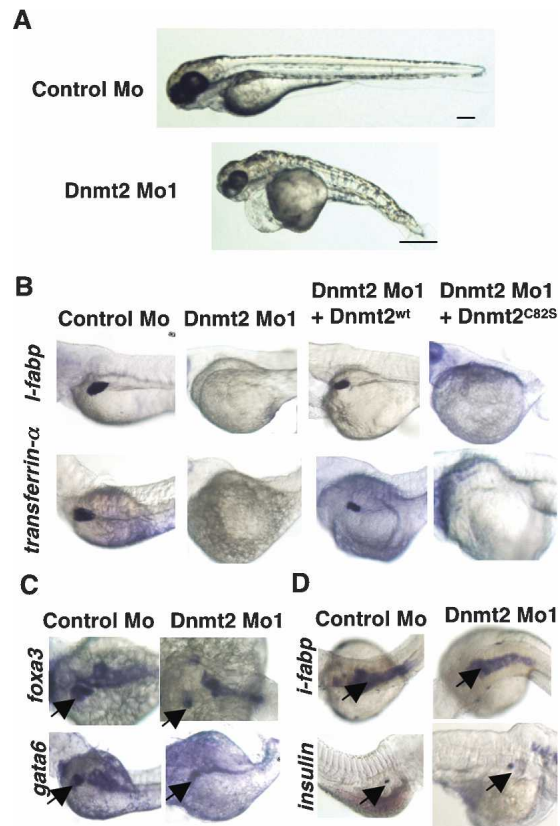 A
Control Mo
Dnmt2 Mo1
B
Control Mo
Dnmt2 Mo1
Dnmt2 Mo1
+ Dnmt2wt
Dnmt2 Mo1
+ Dnmt2C82S
l-fabp
transferrin-α
C
Control Mo
Dnmt2 Mo1
foxa3
gata6
D
Control Mo
Dnmt2 Mo1
i-fabp
insulin